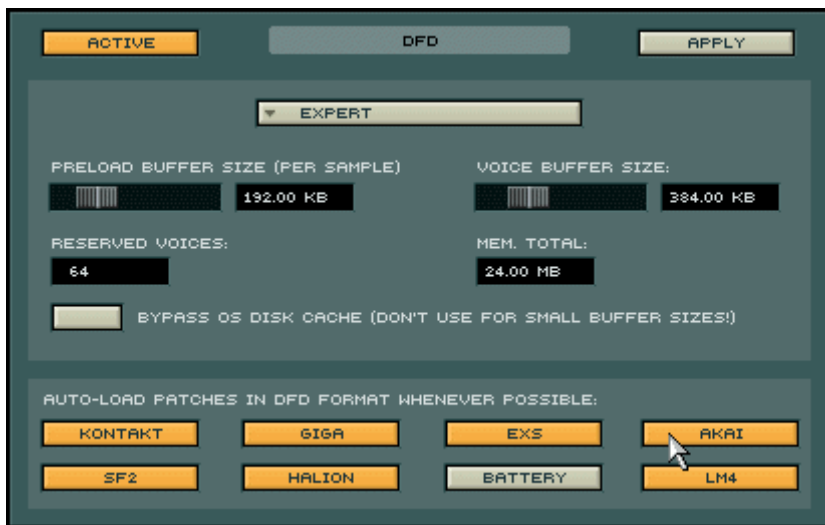 ACTIVE DFD APPLY
EXPERT
PRELOAD BUFFER SIZE (PER SAMPLE) VOICE BUFFER SIZE:
192.00 KB 384.00 KB
RESERVED VOICES: MEM. TOTAL:
64 24.00 MB
BYPASS OS DISK CACHE (DON'T USE FOR SMALL BUFFER SIZES!)
AUTO-LOAD PATCHES IN DFD FORMAT WHENEVER POSSIBLE:
KONTAKT GIGA EXS AKAI
SF2 HALION BATTERY LM4